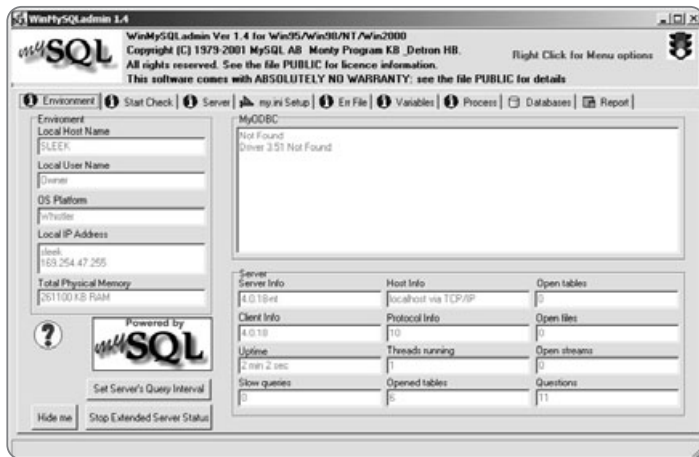 WinMySQLadmin 1.4
mySQL
WinMySQLadmin Ver 1.4 for Win95/Win98/NT/Win2000
Copyright (C) 1979-2001 MySQL AB Monty Program KB _Detron HB.
All rights reserved. See the file PUBLIC for licence information.
This software comes with ABSOLUTELY NO WARRANTY: see the file PUBLIC for details
Right Click for Menu options
Environment
Start Check
Server
my.ini Setup
Err File
Variables
Process
Databases
Report
Enviroment
Local Host Name
SLEEK
Local User Name
Owner
OS Platform
Whistler
Local IP Address
sleek
169.254.47.255
Total Physical Memory
261100 KB RAM
Powered by
mySQL
Set Server's Query Interval
Hide me
Stop Extended Server Status
MyODBC
Not Found
Driver 3.51 Not Found
Server
Server Info
4.0.18-nt
Host Info
localhost via TCP/IP
Open tables
0
Client Info
4.0.18
Protocol Info
10
Open files
0
Uptime
2 min 2 sec
Threads running
1
Open streams
0
Slow queries
0
Opened tables
6
Questions
11